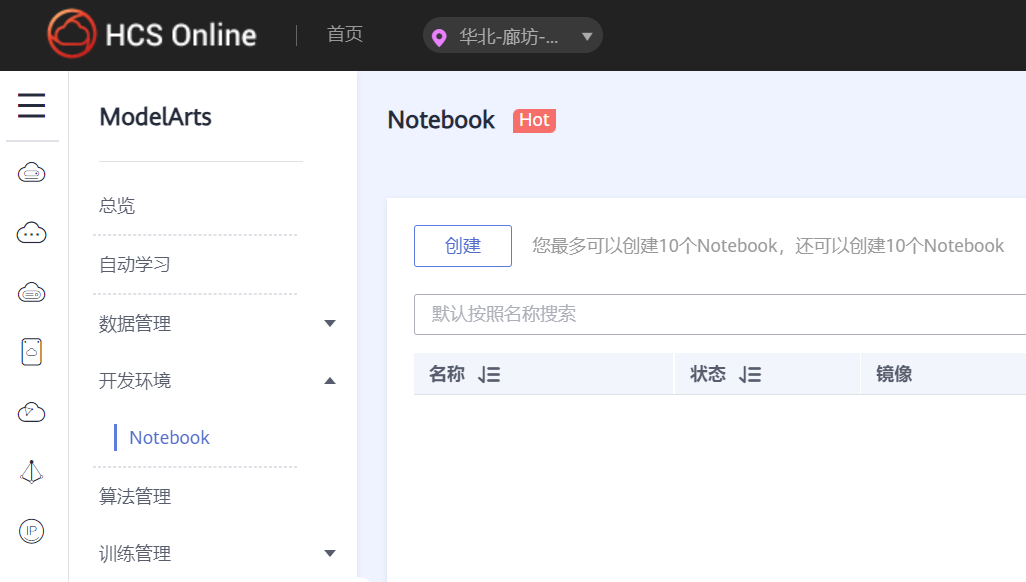 HCS Online
首页
华北-廊坊-...
ModelArts
总览
自动学习
数据管理
开发环境
Notebook
算法管理
训练管理
IP
Notebook Hot
创建 您最多可以创建10个Notebook，还可以创建10个Notebook
默认按照名称搜索
名称 状态 镜像